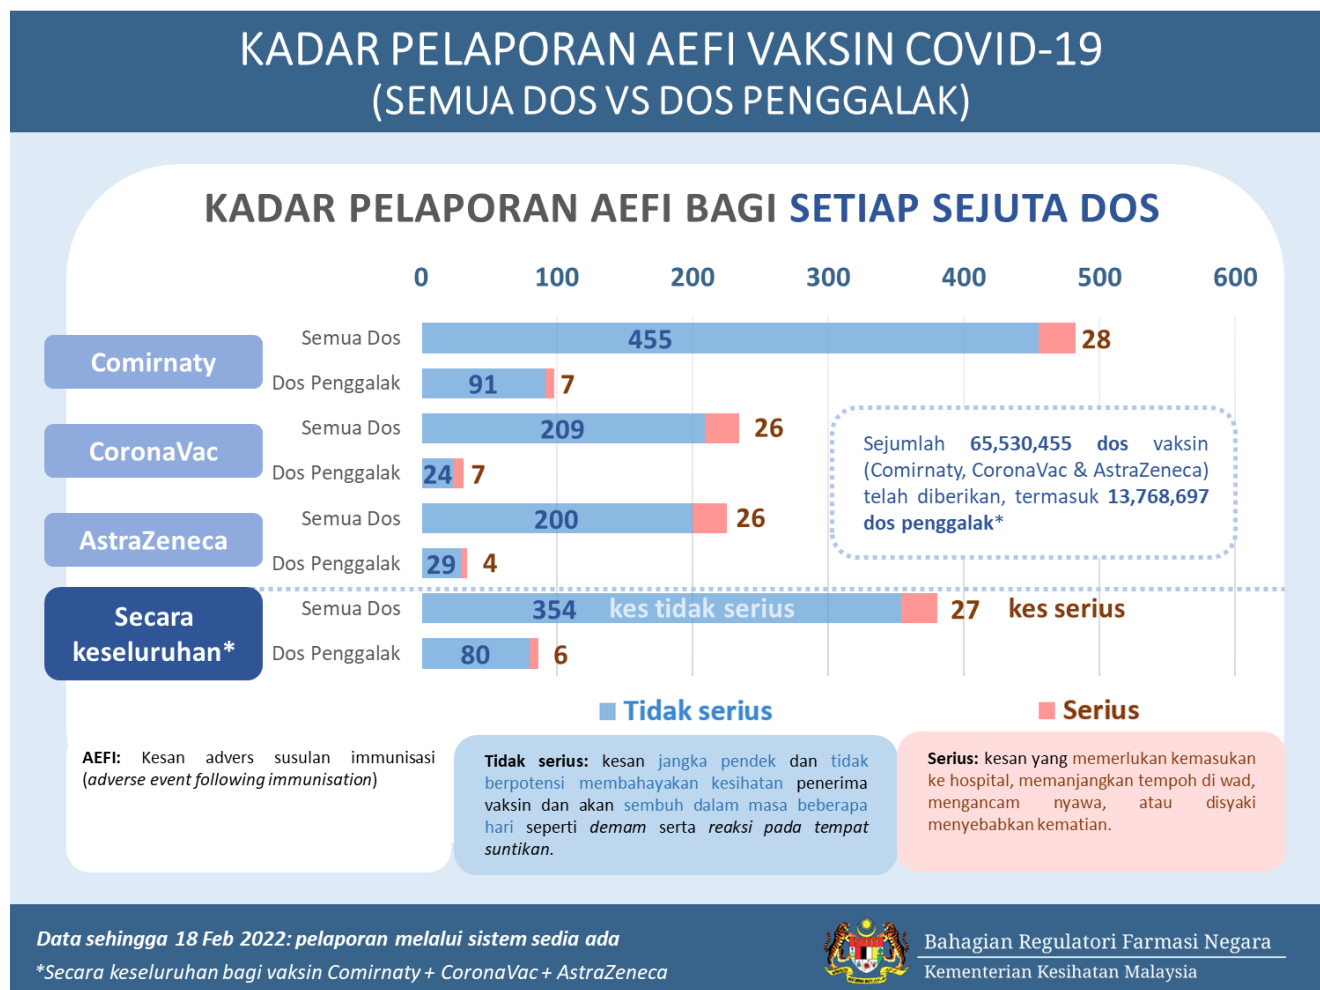 KADAR PELAPORAN AEFI VAKSIN COVID-19
(SEMUA DOS VS DOS PENGGALAK)
KADAR PELAPORAN AEFI BAGI SETIAP SEJUTA DOS
0 100 200 300 400 500 600
Comirnaty
Semua Dos 455 28
Dos Penggalak 91 7
CoronaVac
Semua Dos 209 26
Dos Penggalak 24 7
AstraZeneca
Semua Dos 200 26
Dos Penggalak 29 4
Secara
keseluruhan*
Semua Dos 354 kes tidak serius 27 kes serius
Dos Penggalak 80 6
Sejumlah 65,530,455 dos vaksin
(Comirnaty, CoronaVac & AstraZeneca)
telah diberikan, termasuk 13,768,697
dos penggalak*
Tidak serius
Serius
AEFI: Kesan advers susulan immunisasi
(adverse event following immunisation)
Tidak serius: kesan jangka pendek dan tidak
berpotensi membahayakan kesihatan penerima
vaksin dan akan sembuh dalam masa beberapa
hari seperti demam serta reaksi pada tempat
suntikan.
Serius: kesan yang memerlukan kemasukan
ke hospital, memanjangkan tempoh di wad,
mengancam nyawa, atau disyaki
menyebabkan kematian.
Data sehingga 18 Feb 2022: pelaporan melalui sistem sedia ada
*Secara keseluruhan bagi vaksin Comirnaty + CoronaVac + AstraZeneca
Bahagian Regulatori Farmasi Negara
Kementerian Kesihatan Malaysia